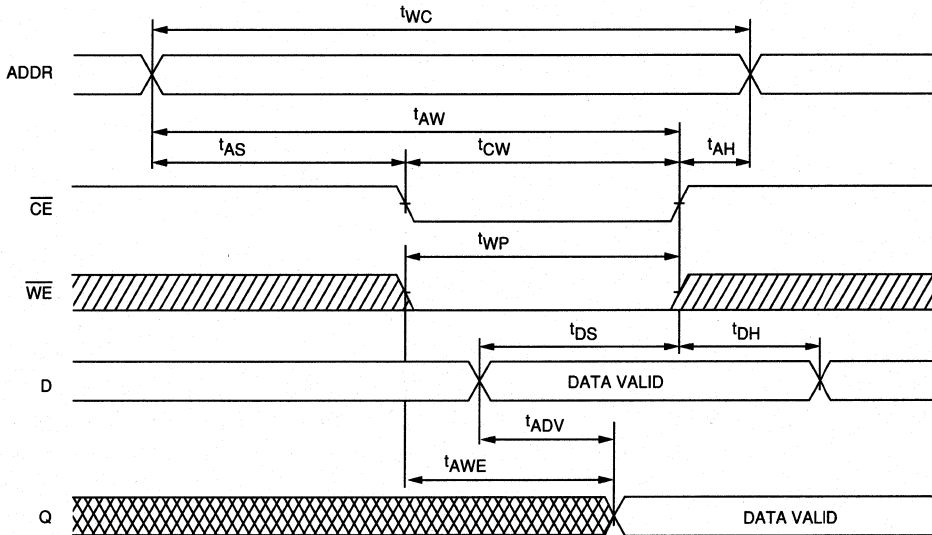 tWC
ADDR
tAW
tAS
tCW
tAH
CE
tWP
WE
tDS
tDH
D
DATA VALID
tADV
tAWE
Q
DATA VALID